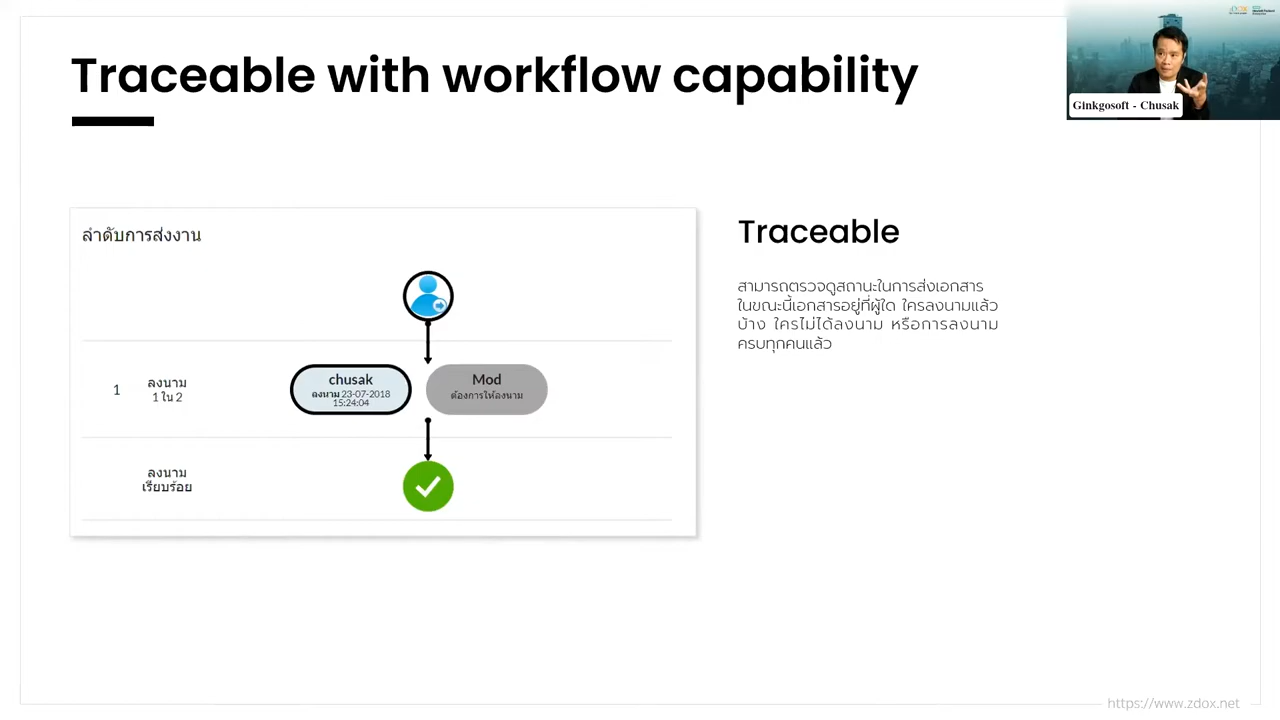 Traceable with workflow capability
Ginkgosoft - Chusak
ลำดับการส่งงาน
1
ลงนาม
1 ใน 2
chusak
ลงนาม 23-07-2018
15:24:04
Mod
ต้องการให้ลงนาม
ลงนาม
เรียบร้อย
Traceable
สามารถตรวจดูสถานะในการส่งเอกสาร
ในขณะนี้เอกสารอยู่ที่ผู้ใด ใครลงนามแล้ว
บ้าง ใครไม่ได้ลงนาม หรือการลงนาม
ครบทุกคนแล้ว
https://www.zdox.net